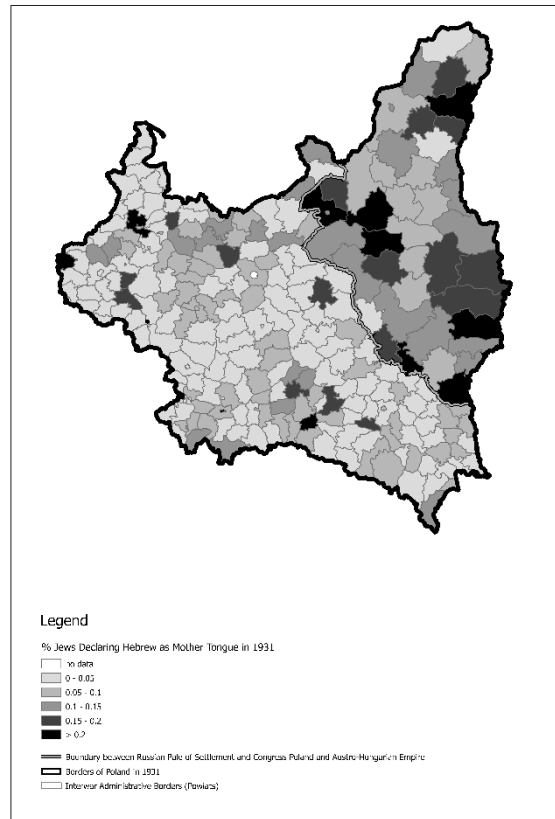 Legend
% Jews Declaring Hebrew as Mother Tongue in 1931
no data
0 - 0.05
0.05 - 0.1
0.1 - 0.15
0.15 - 0.2
> 0.2
Boundary between Russian Pale of Settlement and Congress Poland and Austro-Hungarian Empire
Borders of Poland in 1931
Interwar Administrative Borders (Powiats)